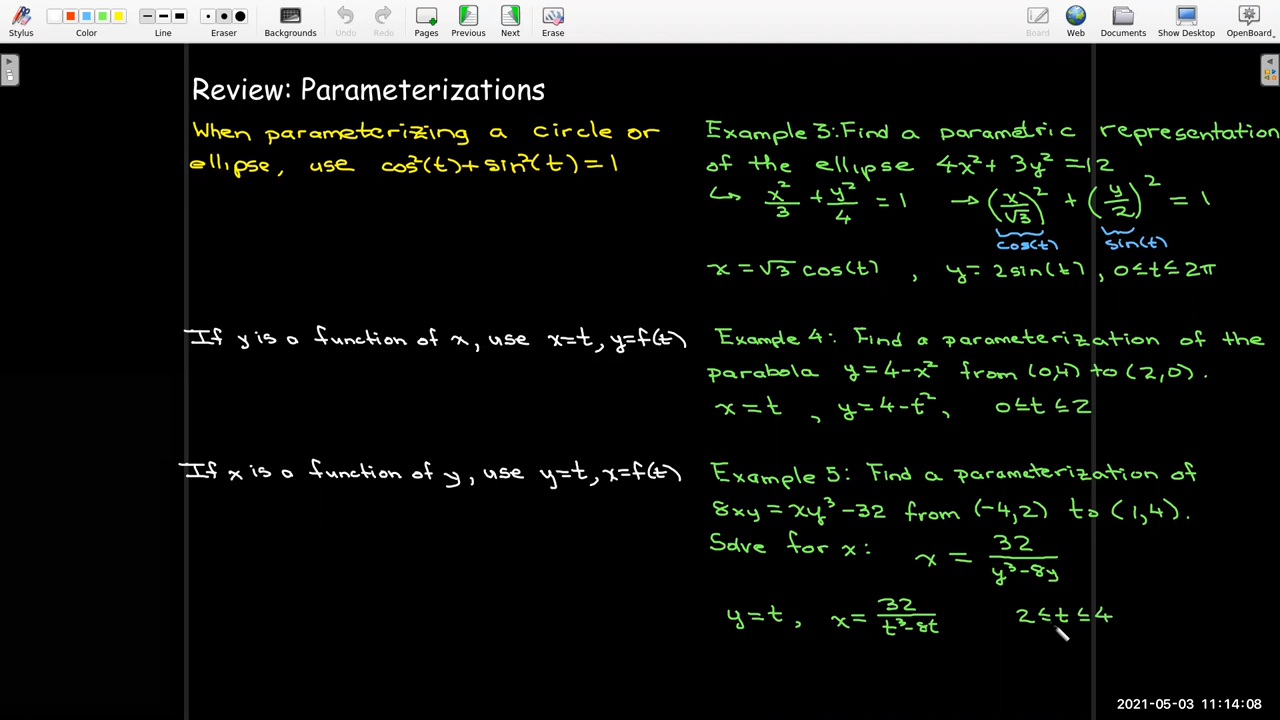 Stylus Color Line Eraser Backgrounds Undo Redo Pages Previous Next Erase Board Web Documents Show Desktop OpenBoard
Review: Parameterizations
When parameterizing a circle or
ellipse, use cos²(t)+sin²(t)=1
Example 3: Find a parametric representation
of the ellipse 4x²+3y²=12
↳ x²/3 + y²/4 = 1 → (x/√3)² + (y/2)² = 1
cos(t) sin(t)
x=√3 cos(t), y=2sin(t), 0≤t≤2π
If y is a function of x, use x=t, y=f(t)
Example 4: Find a parameterization of the
parabola y=4-x² from (0,4) to (2,0).
x=t, y=4-t², 0≤t≤2
If x is a function of y, use y=t, x=f(t)
Example 5: Find a parameterization of
8xy=xy³-32 from (-4,2) to (1,4).
Solve for x: x = 32/(y³-8y)
y=t, x=32/(t³-8t) 2≤t≤4
2021-05-03 11:14:08